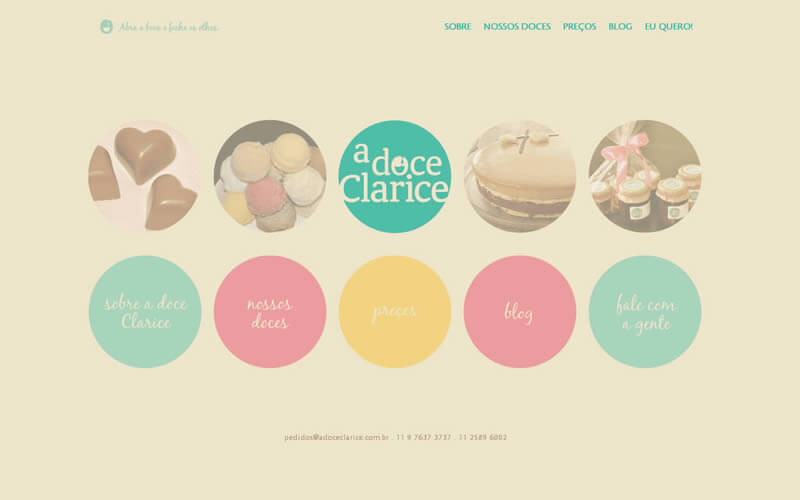 Abra a boca e feche os olhos.
SOBRE NOSSOS DOCES PREÇOS BLOG EU QUERO!
a doce
Clarice
sobre a doce
Clarice
nossos
doces
preços
blog
fale com
a gente
pedidos@adoceclarice.com.br . 11 9 7637 3737 . 11 2589 6002